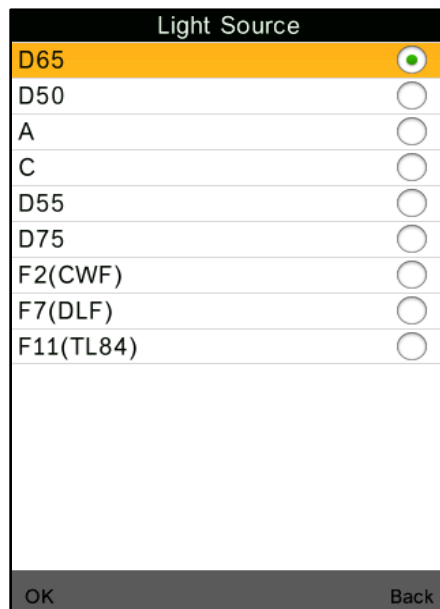 Light Source
D65
D50
A
C
D55
D75
F2(CWF)
F7(DLF)
F11(TL84)
OK Back